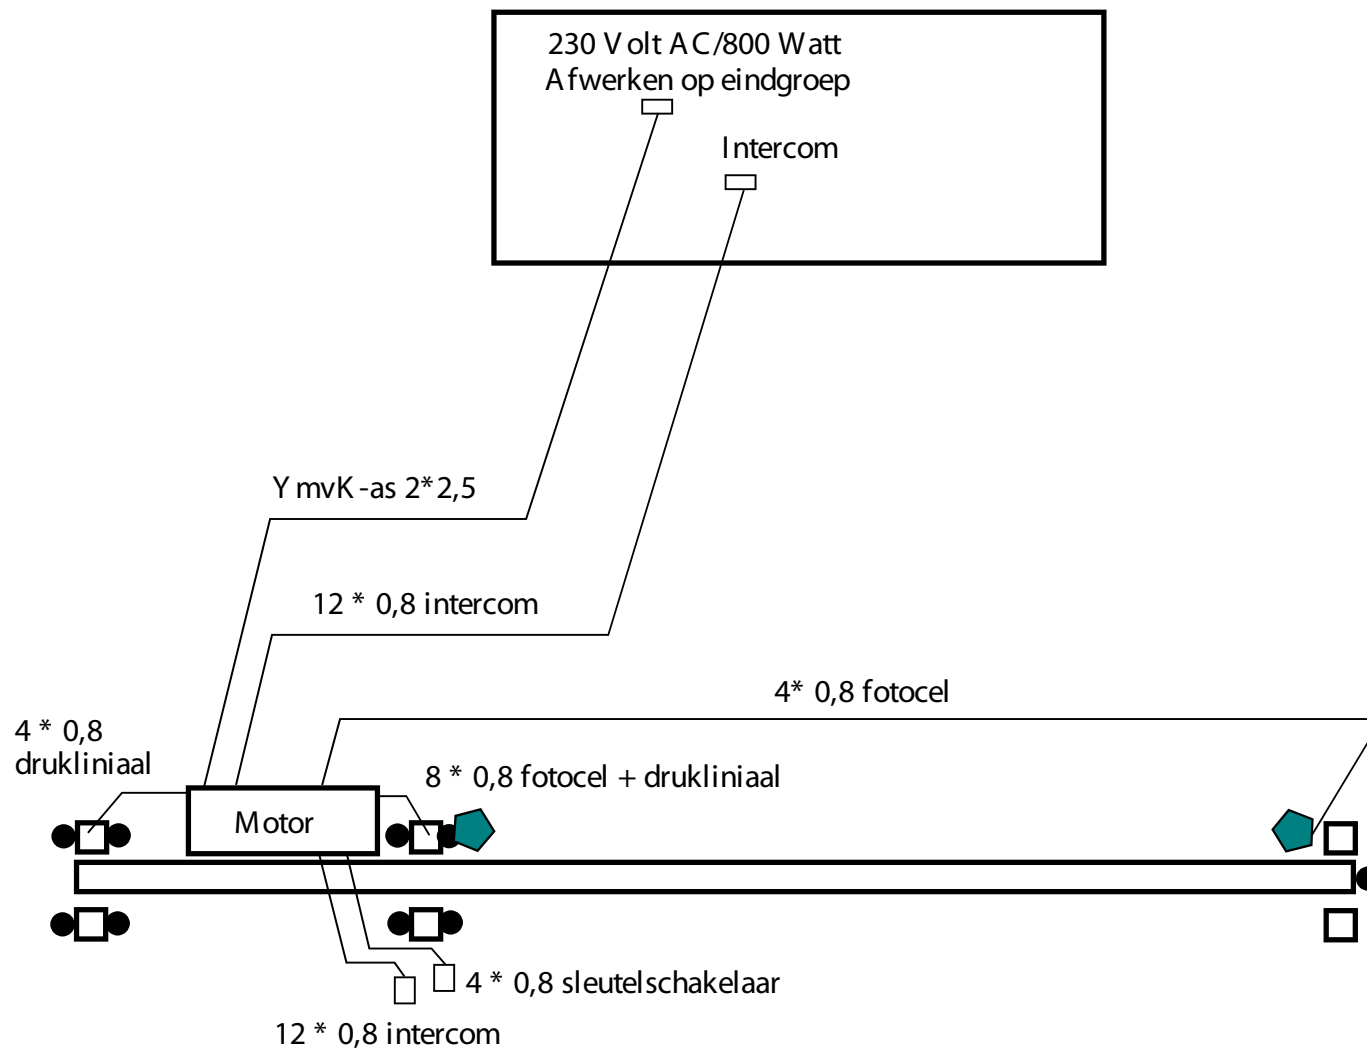 230 Volt AC/800 Watt
Afwerken op eindgroep
Intercom
YmvK-as 2*2,5
12 * 0,8 intercom
4* 0,8 fotocel
4 * 0,8
drukliniaal
8 * 0,8 fotocel + drukliniaal
Motor
4 * 0,8 sleutelschakelaar
12 * 0,8 intercom